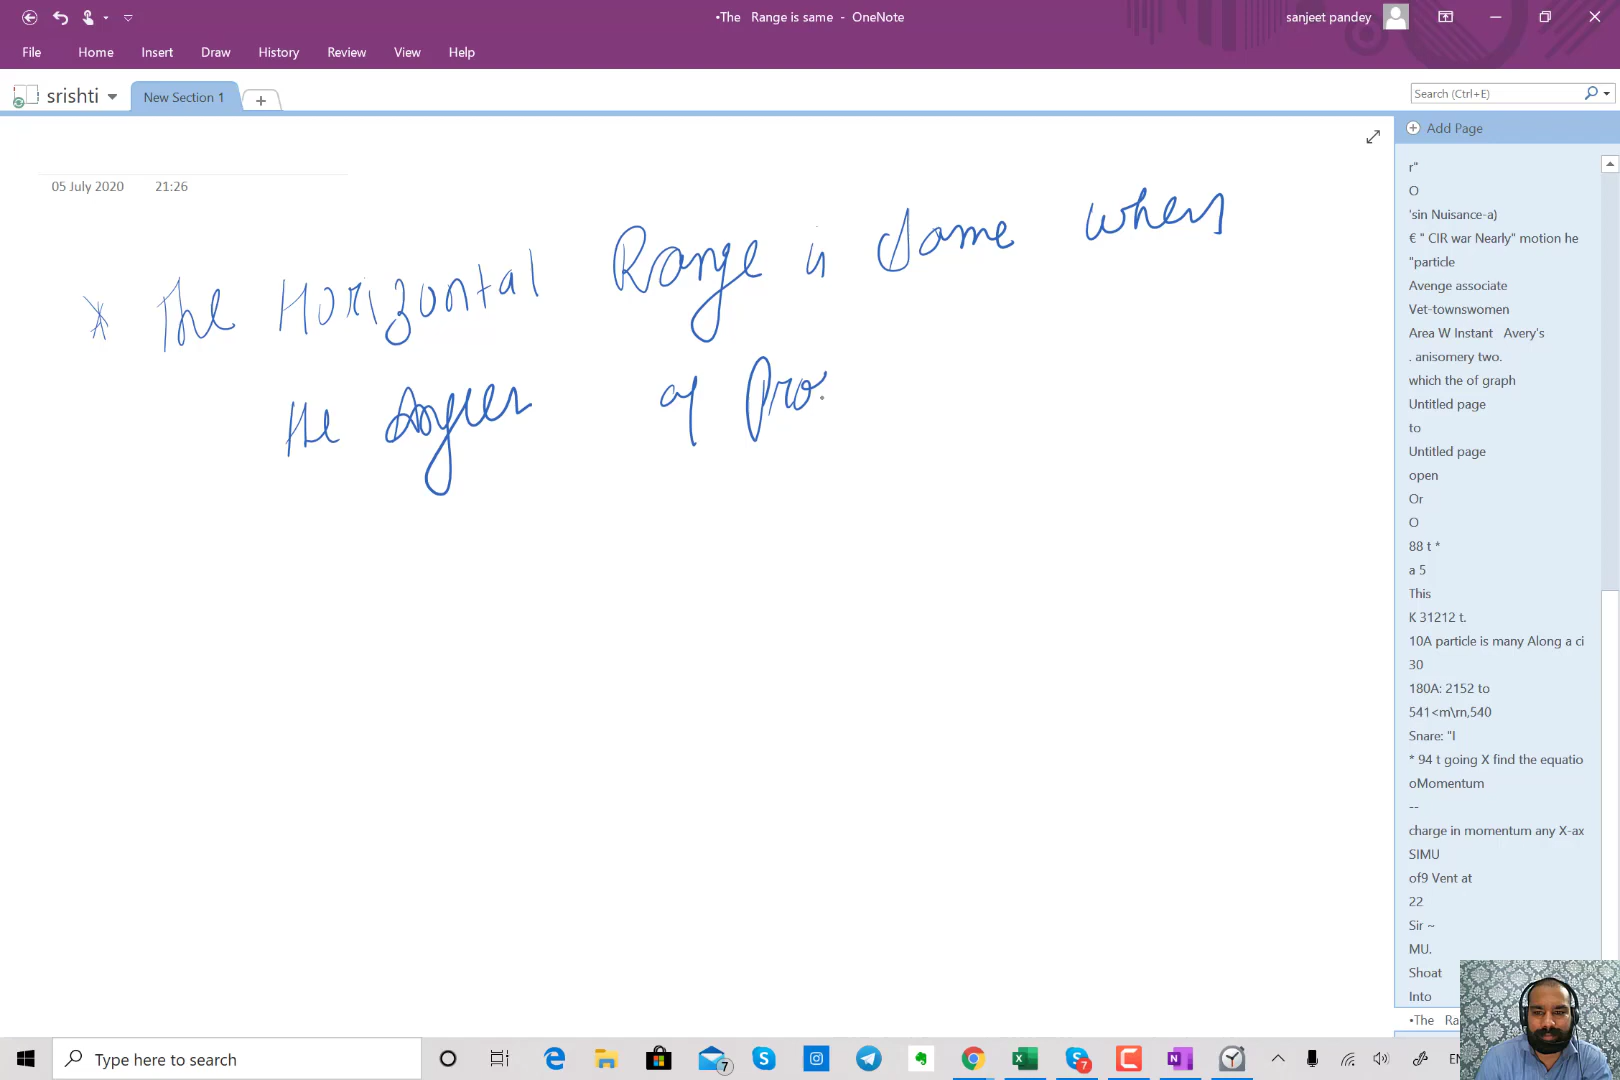 •The Range is same - OneNote
sanjeet pandey
File Home Insert Draw History Review View Help
srishti New Section 1
Search (Ctrl+E)
05 July 2020 21:26
* The Horizontal Range is Same when
the Angles of Pro
Add Page
r"
O
'sin Nuisance-a)
€ " CIR war Nearly" motion he
"particle
Avenge associate
Vet-townswomen
Area W Instant Avery's
. anisomery two.
which the of graph
Untitled page
to
Untitled page
open
Or
O
88 t *
a 5
This
K 31212 t.
10A particle is many Along a ci
30
180A: 2152 to
541<m\rn,540
Snare: "I
* 94 t going X find the equatio
oMomentum
--
charge in momentum any X-ax
SIMU
of9 Vent at
22
Sir ~
MU.
Shoat
Into
•The Ra
Type here to search
7
7